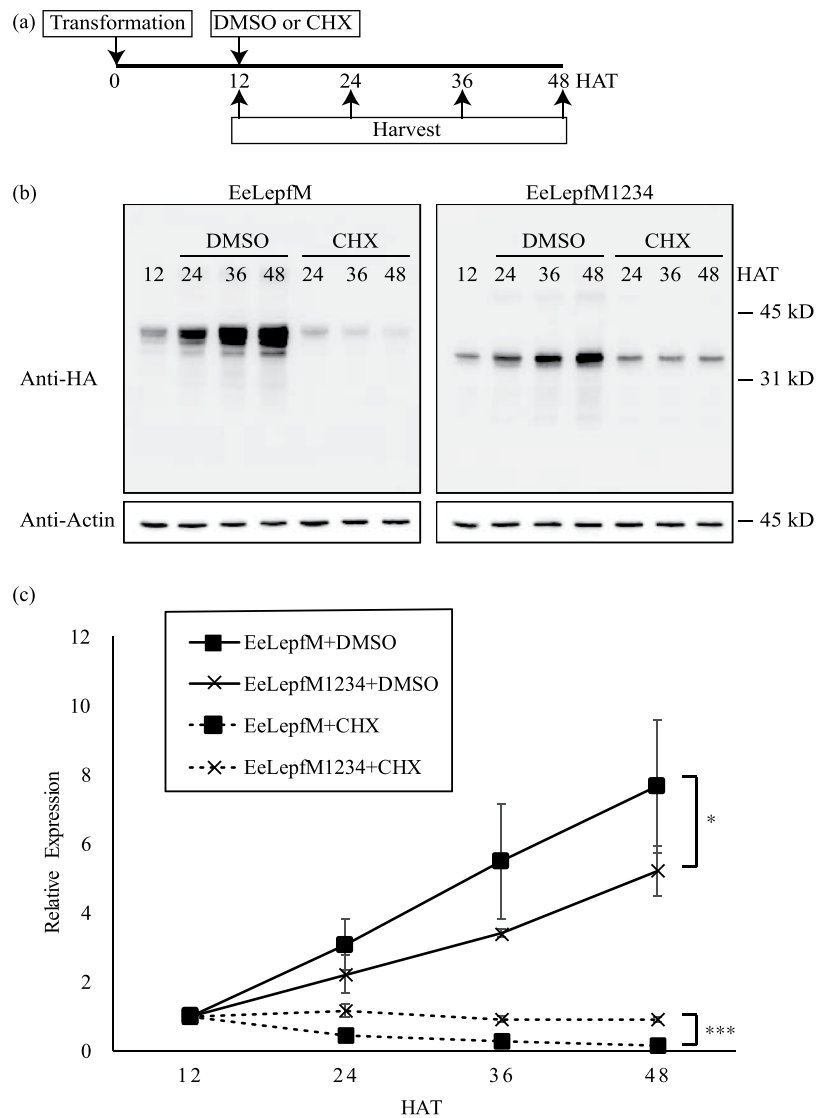 (a)
Transformation DMSO or CHX
0 12 24 36 48 HAT
Harvest
(b)
EeLepfM EeLepfM1234
DMSO CHX DMSO CHX
12 24 36 48 24 36 48 12 24 36 48 24 36 48 HAT
– 45 kD
Anti-HA – 31 kD
Anti-Actin – 45 kD
(c)
EeLepfM+DMSO
EeLepfM1234+DMSO
EeLepfM+CHX
EeLepfM1234+CHX
Relative Expression
12
10
8
6
4
2
0
*
***
12 24 36 48
HAT